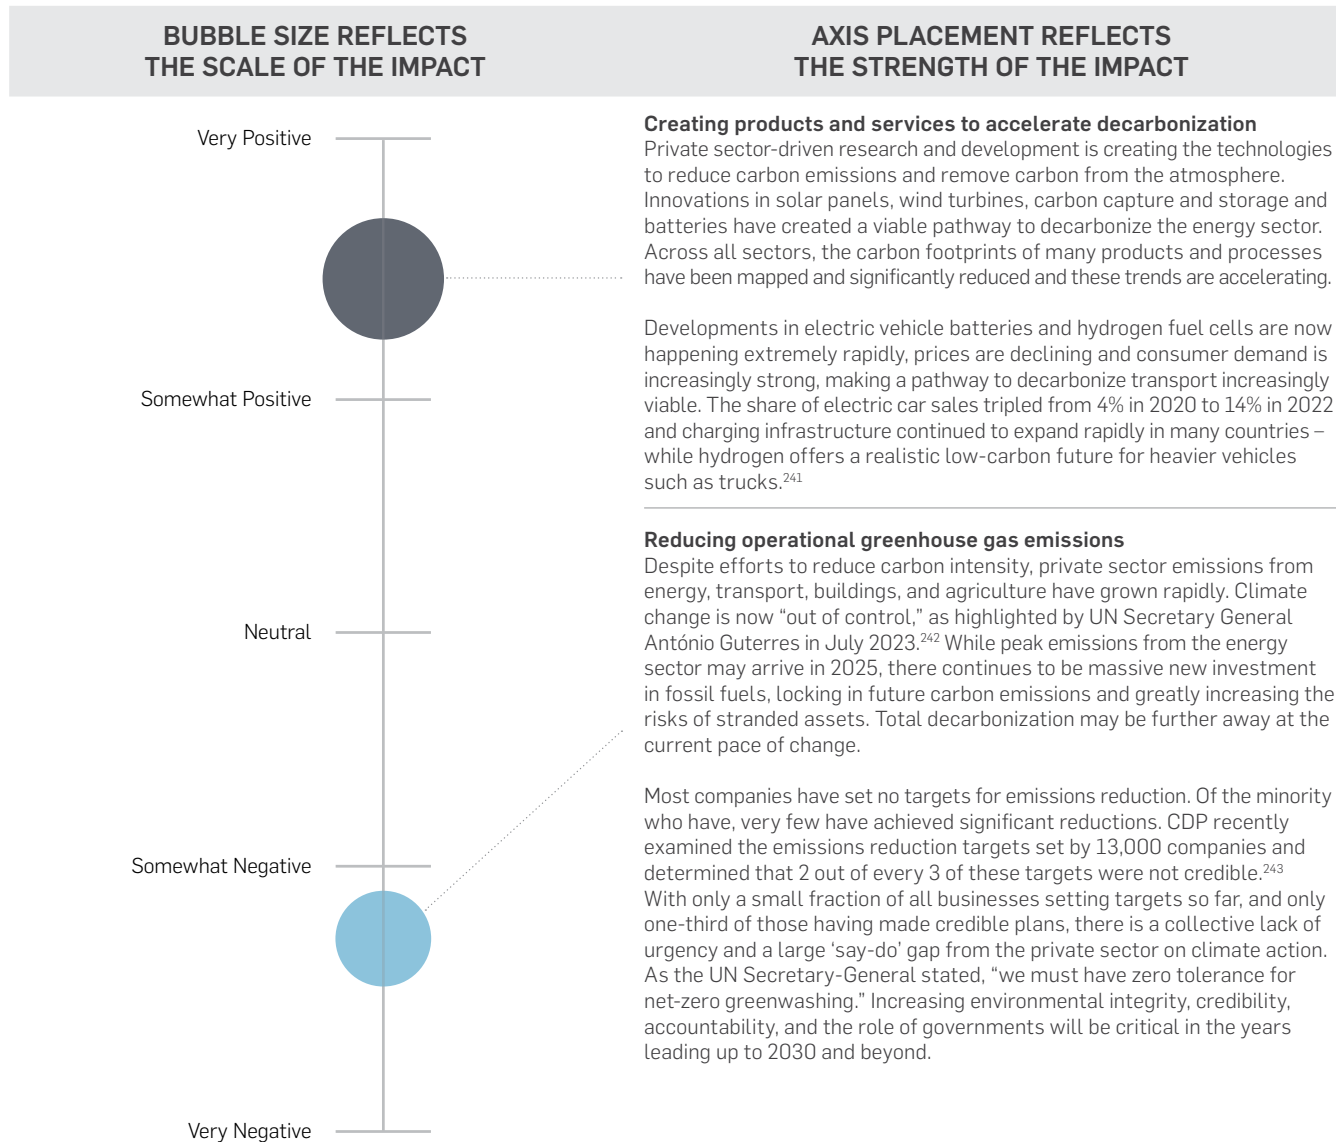 BUBBLE SIZE REFLECTS
THE SCALE OF THE IMPACT
AXIS PLACEMENT REFLECTS
THE STRENGTH OF THE IMPACT
Very Positive
Somewhat Positive
Neutral
Somewhat Negative
Very Negative
Creating products and services to accelerate decarbonization
Private sector-driven research and development is creating the technologies
to reduce carbon emissions and remove carbon from the atmosphere.
Innovations in solar panels, wind turbines, carbon capture and storage and
batteries have created a viable pathway to decarbonize the energy sector.
Across all sectors, the carbon footprints of many products and processes
have been mapped and significantly reduced and these trends are accelerating.
Developments in electric vehicle batteries and hydrogen fuel cells are now
happening extremely rapidly, prices are declining and consumer demand is
increasingly strong, making a pathway to decarbonize transport increasingly
viable. The share of electric car sales tripled from 4% in 2020 to 14% in 2022
and charging infrastructure continued to expand rapidly in many countries –
while hydrogen offers a realistic low-carbon future for heavier vehicles
such as trucks.241
Reducing operational greenhouse gas emissions
Despite efforts to reduce carbon intensity, private sector emissions from
energy, transport, buildings, and agriculture have grown rapidly. Climate
change is now “out of control,” as highlighted by UN Secretary General
António Guterres in July 2023.242 While peak emissions from the energy
sector may arrive in 2025, there continues to be massive new investment
in fossil fuels, locking in future carbon emissions and greatly increasing the
risks of stranded assets. Total decarbonization may be further away at the
current pace of change.
Most companies have set no targets for emissions reduction. Of the minority
who have, very few have achieved significant reductions. CDP recently
examined the emissions reduction targets set by 13,000 companies and
determined that 2 out of every 3 of these targets were not credible.243
With only a small fraction of all businesses setting targets so far, and only
one-third of those having made credible plans, there is a collective lack of
urgency and a large ‘say-do’ gap from the private sector on climate action.
As the UN Secretary-General stated, “we must have zero tolerance for
net-zero greenwashing.” Increasing environmental integrity, credibility,
accountability, and the role of governments will be critical in the years
leading up to 2030 and beyond.